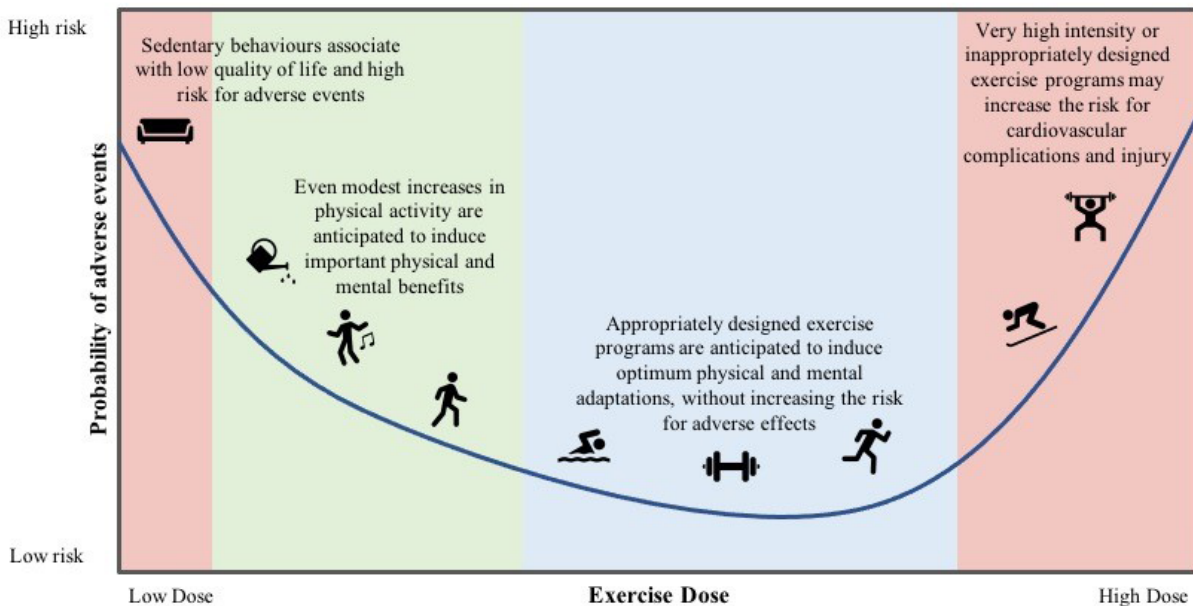 High risk
Sedentary behaviours associate
with low quality of life and high
risk for adverse events
Very high intensity or
inappropriately designed
exercise programs may
increase the risk for
cardiovascular
complications and injury
Probability of adverse events
Even modest increases in
physical activity are
anticipated to induce
important physical and
mental benefits
Appropriately designed exercise
programs are anticipated to induce
optimum physical and mental
adaptations, without increasing the risk
for adverse effects
Low risk
Low Dose
Exercise Dose
High Dose